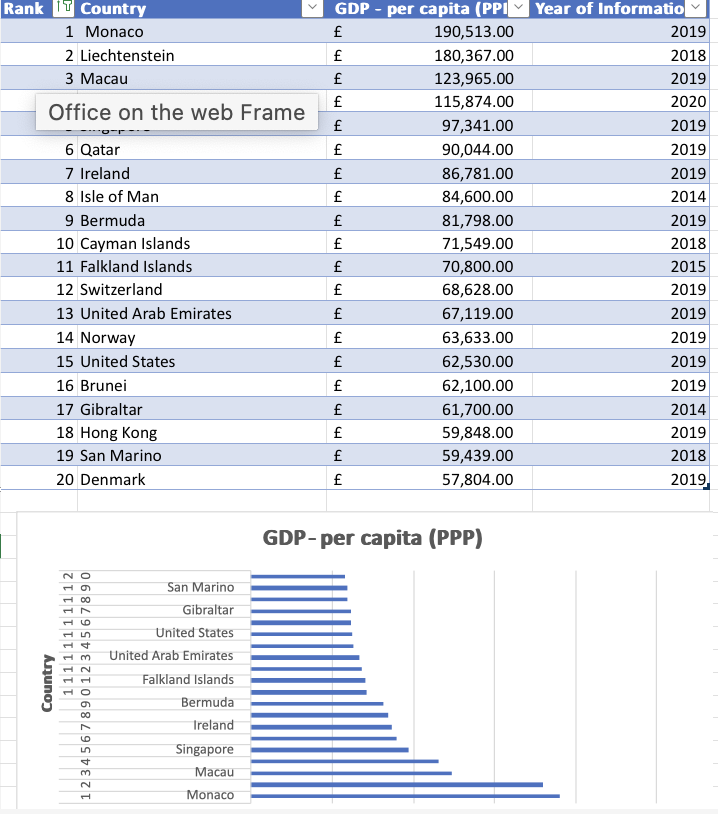 Rank Country GDP - per capita (PPP Year of Informatio
1 Monaco £ 190,513.00 2019
2 Liechtenstein £ 180,367.00 2018
3 Macau £ 123,965.00 2019
£ 115,874.00 2020
Office on the web Frame
£ 97,341.00 2019
6 Qatar £ 90,044.00 2019
7 Ireland £ 86,781.00 2019
8 Isle of Man £ 84,600.00 2014
9 Bermuda £ 81,798.00 2019
10 Cayman Islands £ 71,549.00 2018
11 Falkland Islands £ 70,800.00 2015
12 Switzerland £ 68,628.00 2019
13 United Arab Emirates £ 67,119.00 2019
14 Norway £ 63,633.00 2019
15 United States £ 62,530.00 2019
16 Brunei £ 62,100.00 2019
17 Gibraltar £ 61,700.00 2014
18 Hong Kong £ 59,848.00 2019
19 San Marino £ 59,439.00 2018
20 Denmark £ 57,804.00 2019
GDP - per capita (PPP)
Country
20
19 San Marino
18
17 Gibraltar
16
15 United States
14
13 United Arab Emirates
12
11 Falkland Islands
10
9 Bermuda
8
7 Ireland
6
5 Singapore
4
3 Macau
2
1 Monaco